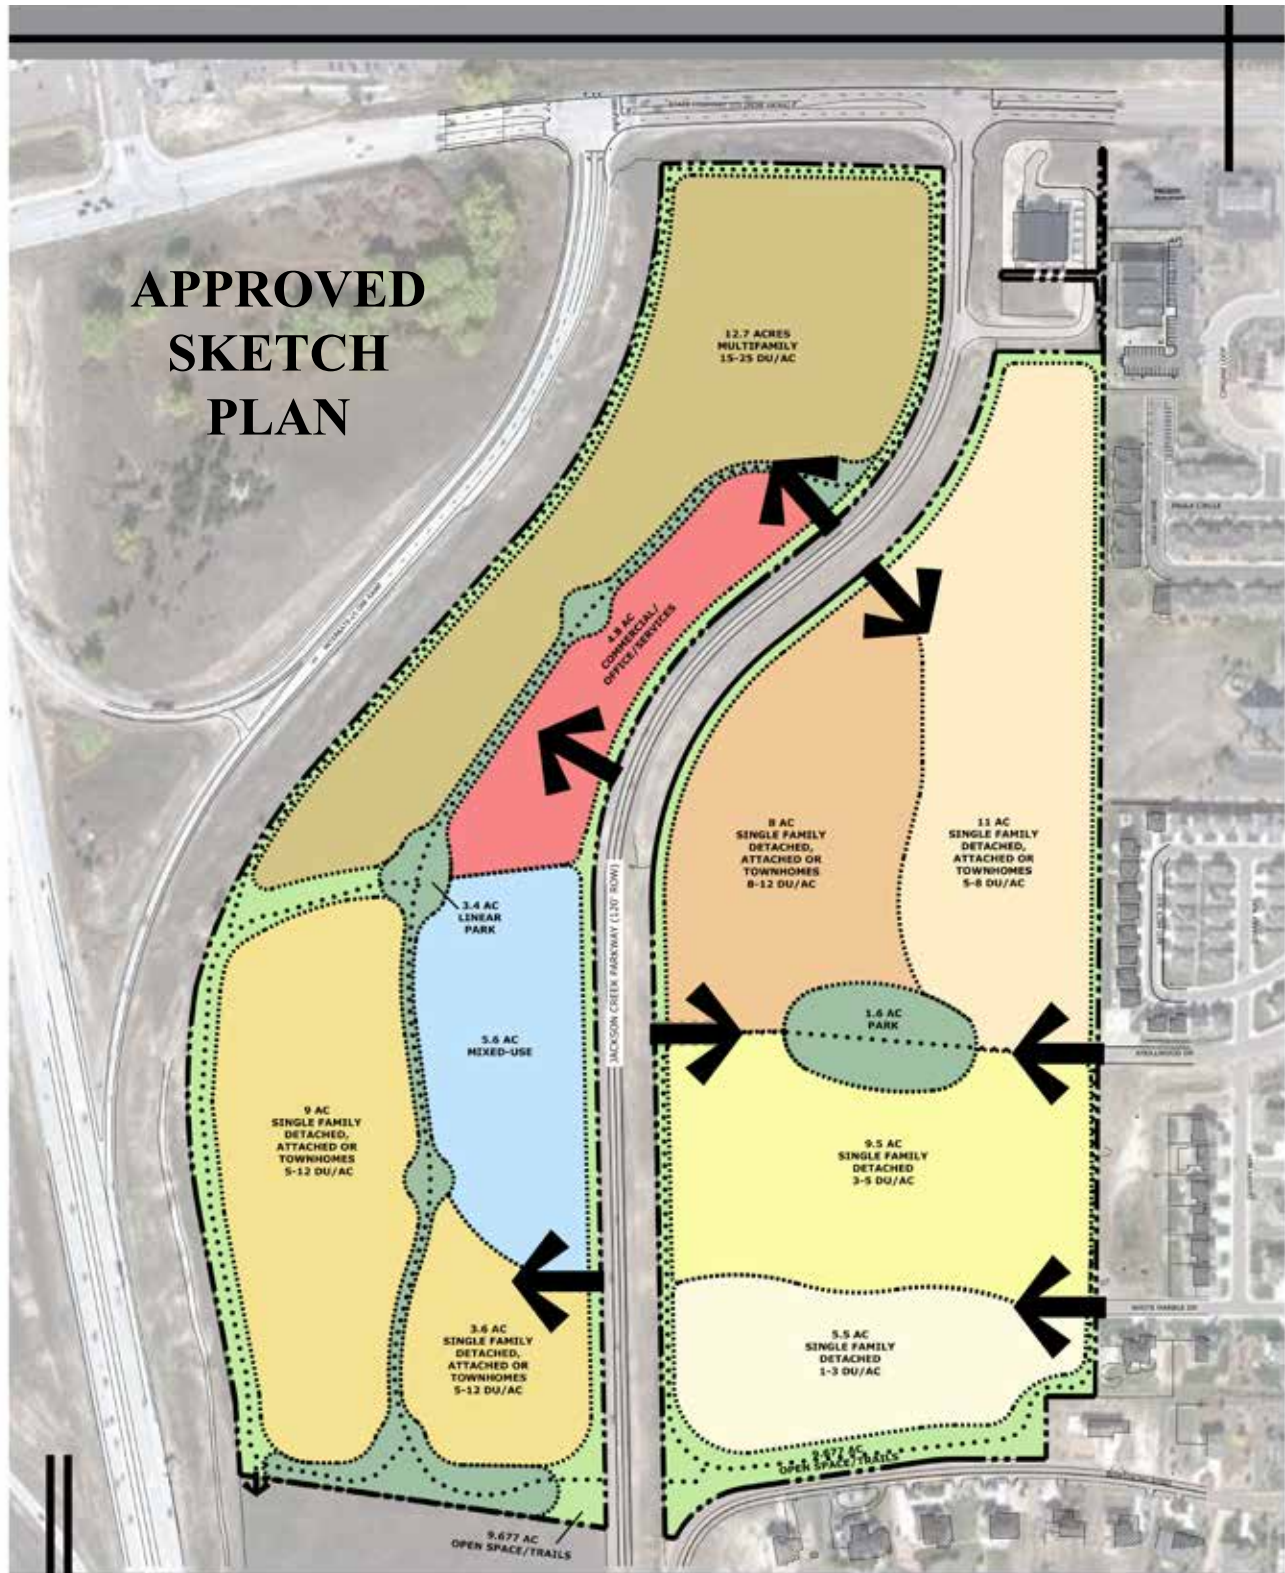 APPROVED
SKETCH
PLAN
12.7 ACRES
MULTIFAMILY
15-25 DU/AC
4.8 AC
COMMERCIAL/
OFFICE/SERVICES
8 AC
SINGLE FAMILY
DETACHED,
ATTACHED OR
TOWNHOMES
8-12 DU/AC
11 AC
SINGLE FAMILY
DETACHED,
ATTACHED OR
TOWNHOMES
5-8 DU/AC
3.4 AC
LINEAR
PARK
JACKSON CREEK PARKWAY (120' ROW)
5.6 AC
MIXED-USE
1.6 AC
PARK
9 AC
SINGLE FAMILY
DETACHED,
ATTACHED OR
TOWNHOMES
5-12 DU/AC
9.5 AC
SINGLE FAMILY
DETACHED
3-5 DU/AC
WHITE MARBLE DR
3.6 AC
SINGLE FAMILY
DETACHED,
ATTACHED OR
TOWNHOMES
5-12 DU/AC
5.5 AC
SINGLE FAMILY
DETACHED
1-3 DU/AC
9.677 AC
OPEN SPACE/TRAILS
9.677 AC
OPEN SPACE/TRAILS